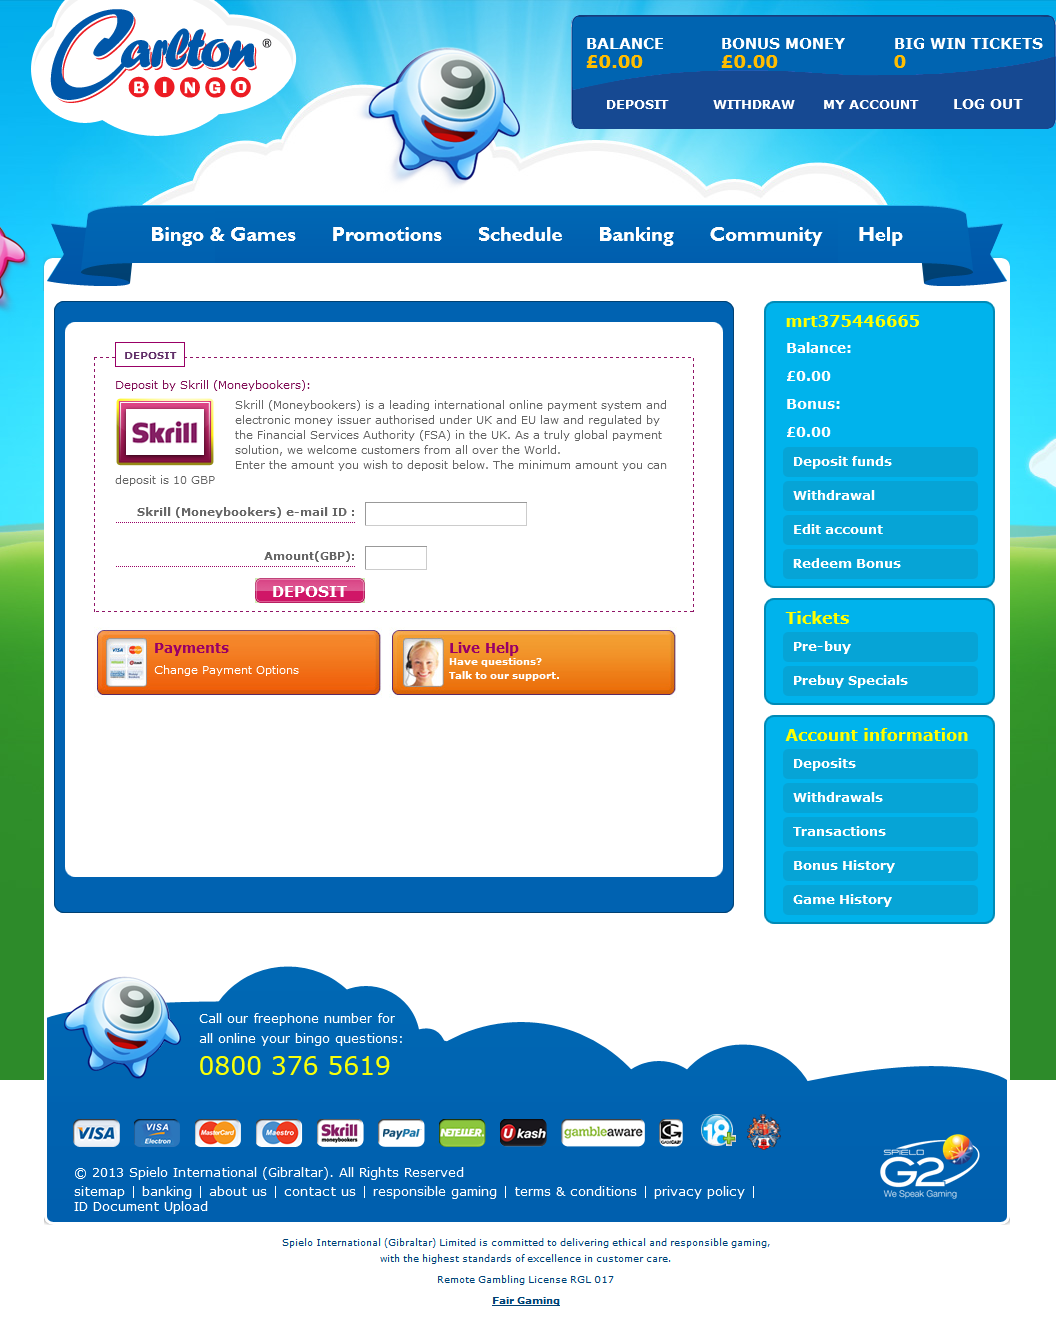 Carlton ®
BINGO
9
BALANCE BONUS MONEY BIG WIN TICKETS
£0.00 £0.00 0
DEPOSIT WITHDRAW MY ACCOUNT LOG OUT
Bingo & Games Promotions Schedule Banking Community Help
DEPOSIT
Deposit by Skrill (Moneybookers):
Skrill
Skrill (Moneybookers) is a leading international online payment system and
electronic money issuer authorised under UK and EU law and regulated by
the Financial Services Authority (FSA) in the UK. As a truly global payment
solution, we welcome customers from all over the World.
Enter the amount you wish to deposit below. The minimum amount you can
deposit is 10 GBP
Skrill (Moneybookers) e-mail ID :
Amount(GBP):
DEPOSIT
Payments
Change Payment Options
Live Help
Have questions?
Talk to our support.
mrt375446665
Balance:
£0.00
Bonus:
£0.00
Deposit funds
Withdrawal
Edit account
Redeem Bonus
Tickets
Pre-buy
Prebuy Specials
Account information
Deposits
Withdrawals
Transactions
Bonus History
Game History
9
Call our freephone number for
all online your bingo questions:
0800 376 5619
VISA VISA Electron MasterCard Maestro Skrill moneybookers PayPal NETELLER Ukash gambleaware GAMCARE 18+
SPIELO
G2
We Speak Gaming
© 2013 Spielo International (Gibraltar). All Rights Reserved
sitemap | banking | about us | contact us | responsible gaming | terms & conditions | privacy policy |
ID Document Upload
Spielo International (Gibraltar) Limited is committed to delivering ethical and responsible gaming,
with the highest standards of excellence in customer care.
Remote Gambling License RGL 017
Fair Gaming